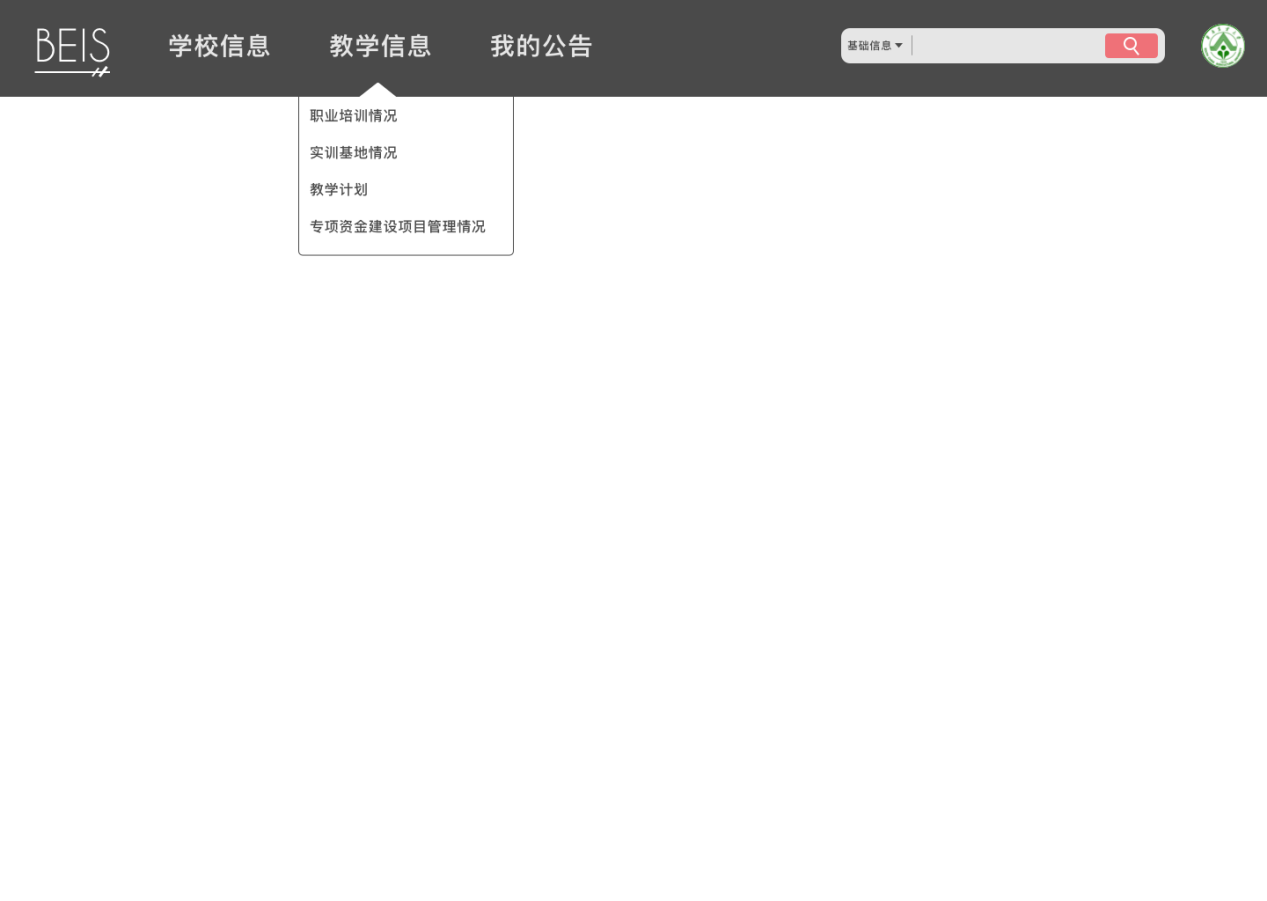 BEIS
学校信息
教学信息
我的公告
基础信息
职业培训情况
实训基地情况
教学计划
专项资金建设项目管理情况